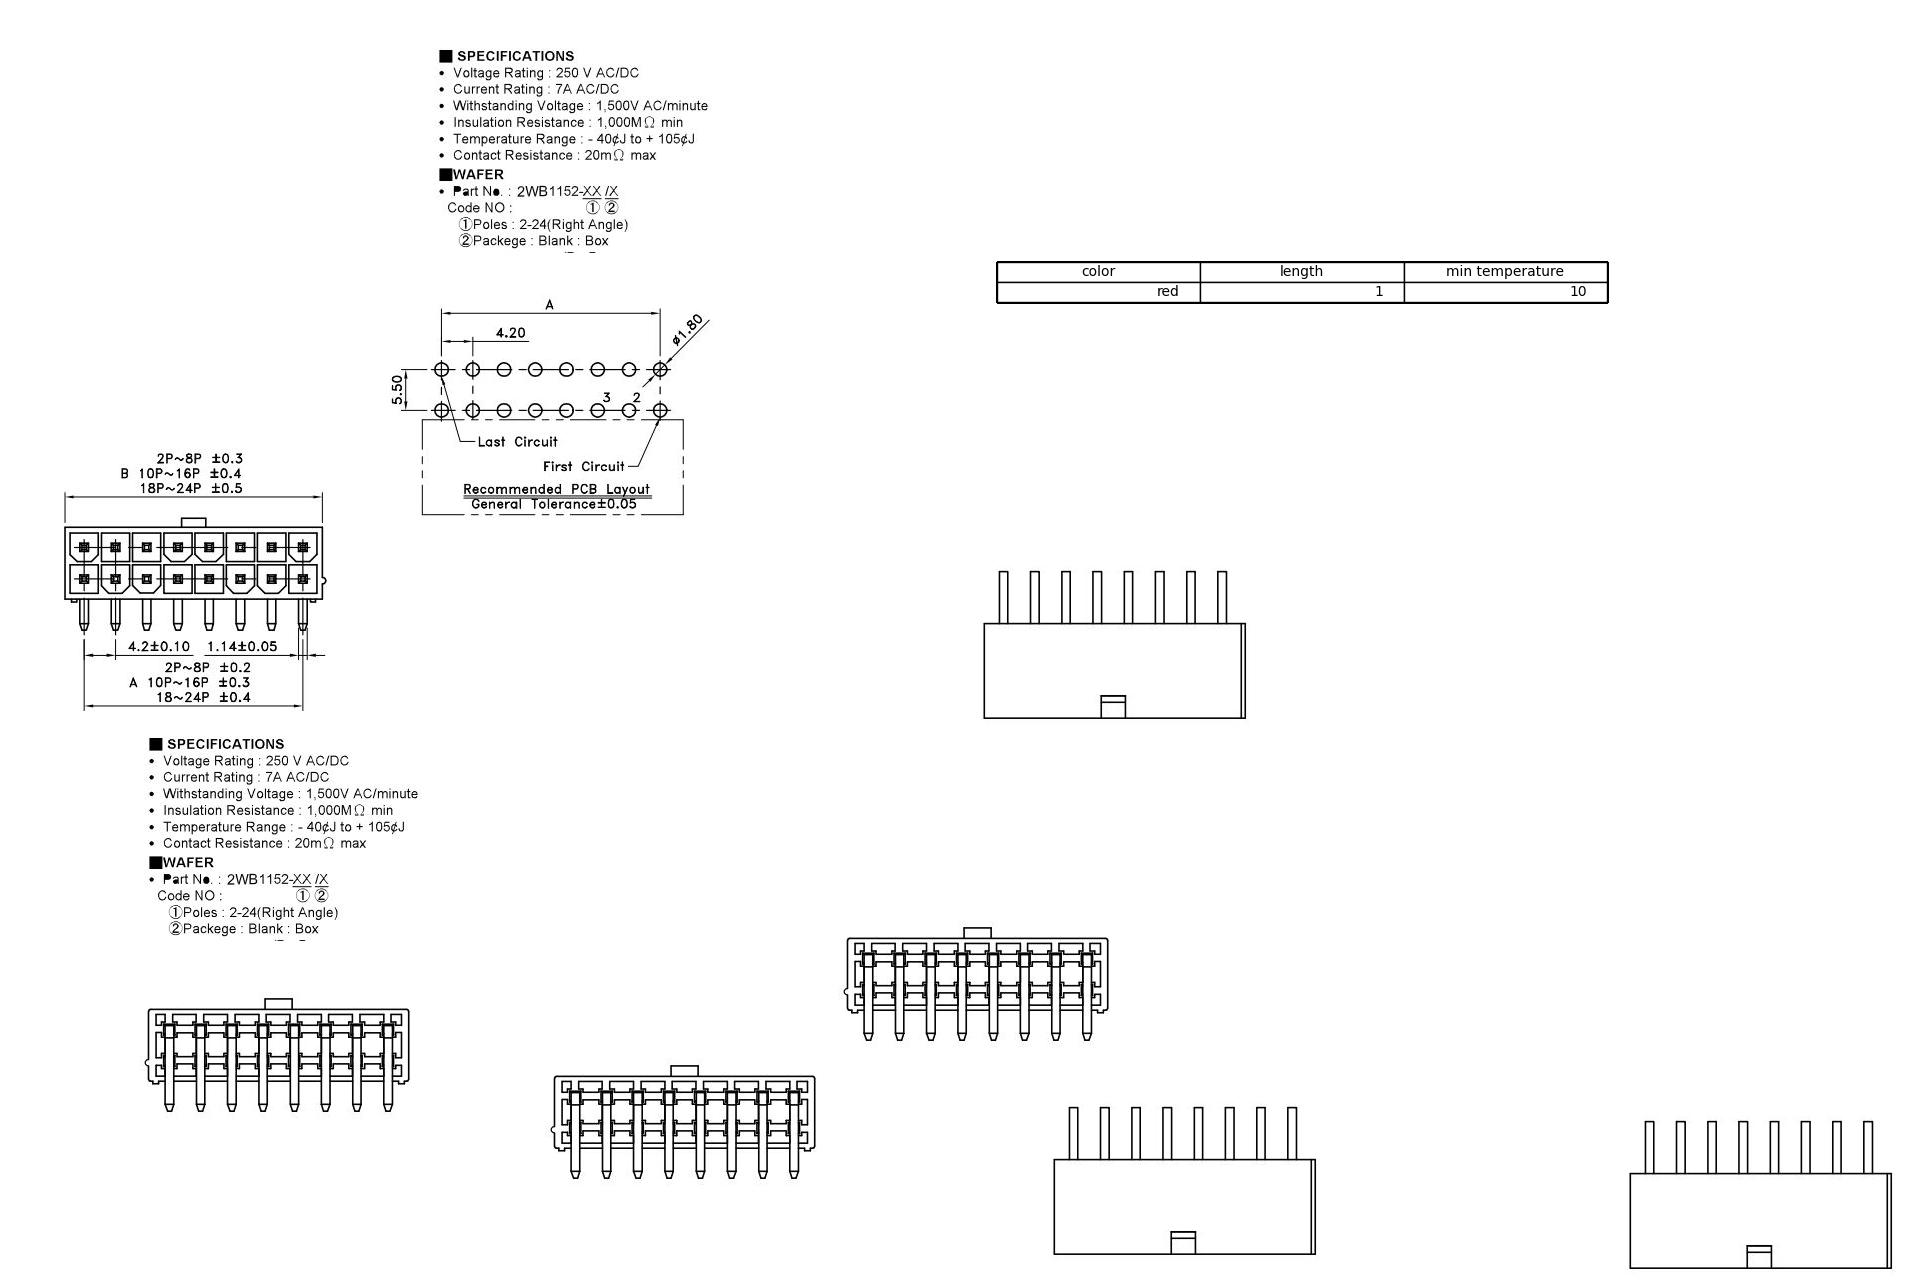 ■ SPECIFICATIONS
• Voltage Rating : 250 V AC/DC
• Current Rating : 7A AC/DC
• Withstanding Voltage : 1,500V AC/minute
• Insulation Resistance : 1,000MΩ min
• Temperature Range : - 40¢J to + 105¢J
• Contact Resistance : 20mΩ max
■WAFER
• Part No. : 2WB1152-XX /X
Code NO : ① ②
①Poles : 2-24(Right Angle)
②Packege : Blank : Box
color length min temperature
red 1 10
A
4.20
ø1.80
5.50
3 2
Last Circuit
First Circuit
Recommended PCB Layout
General Tolerance±0.05
2P~8P ±0.3
B 10P~16P ±0.4
18P~24P ±0.5
4.2±0.10 1.14±0.05
2P~8P ±0.2
A 10P~16P ±0.3
18~24P ±0.4
■ SPECIFICATIONS
• Voltage Rating : 250 V AC/DC
• Current Rating : 7A AC/DC
• Withstanding Voltage : 1,500V AC/minute
• Insulation Resistance : 1,000MΩ min
• Temperature Range : - 40¢J to + 105¢J
• Contact Resistance : 20mΩ max
■WAFER
• Part No. : 2WB1152-XX /X
Code NO : ① ②
①Poles : 2-24(Right Angle)
②Packege : Blank : Box